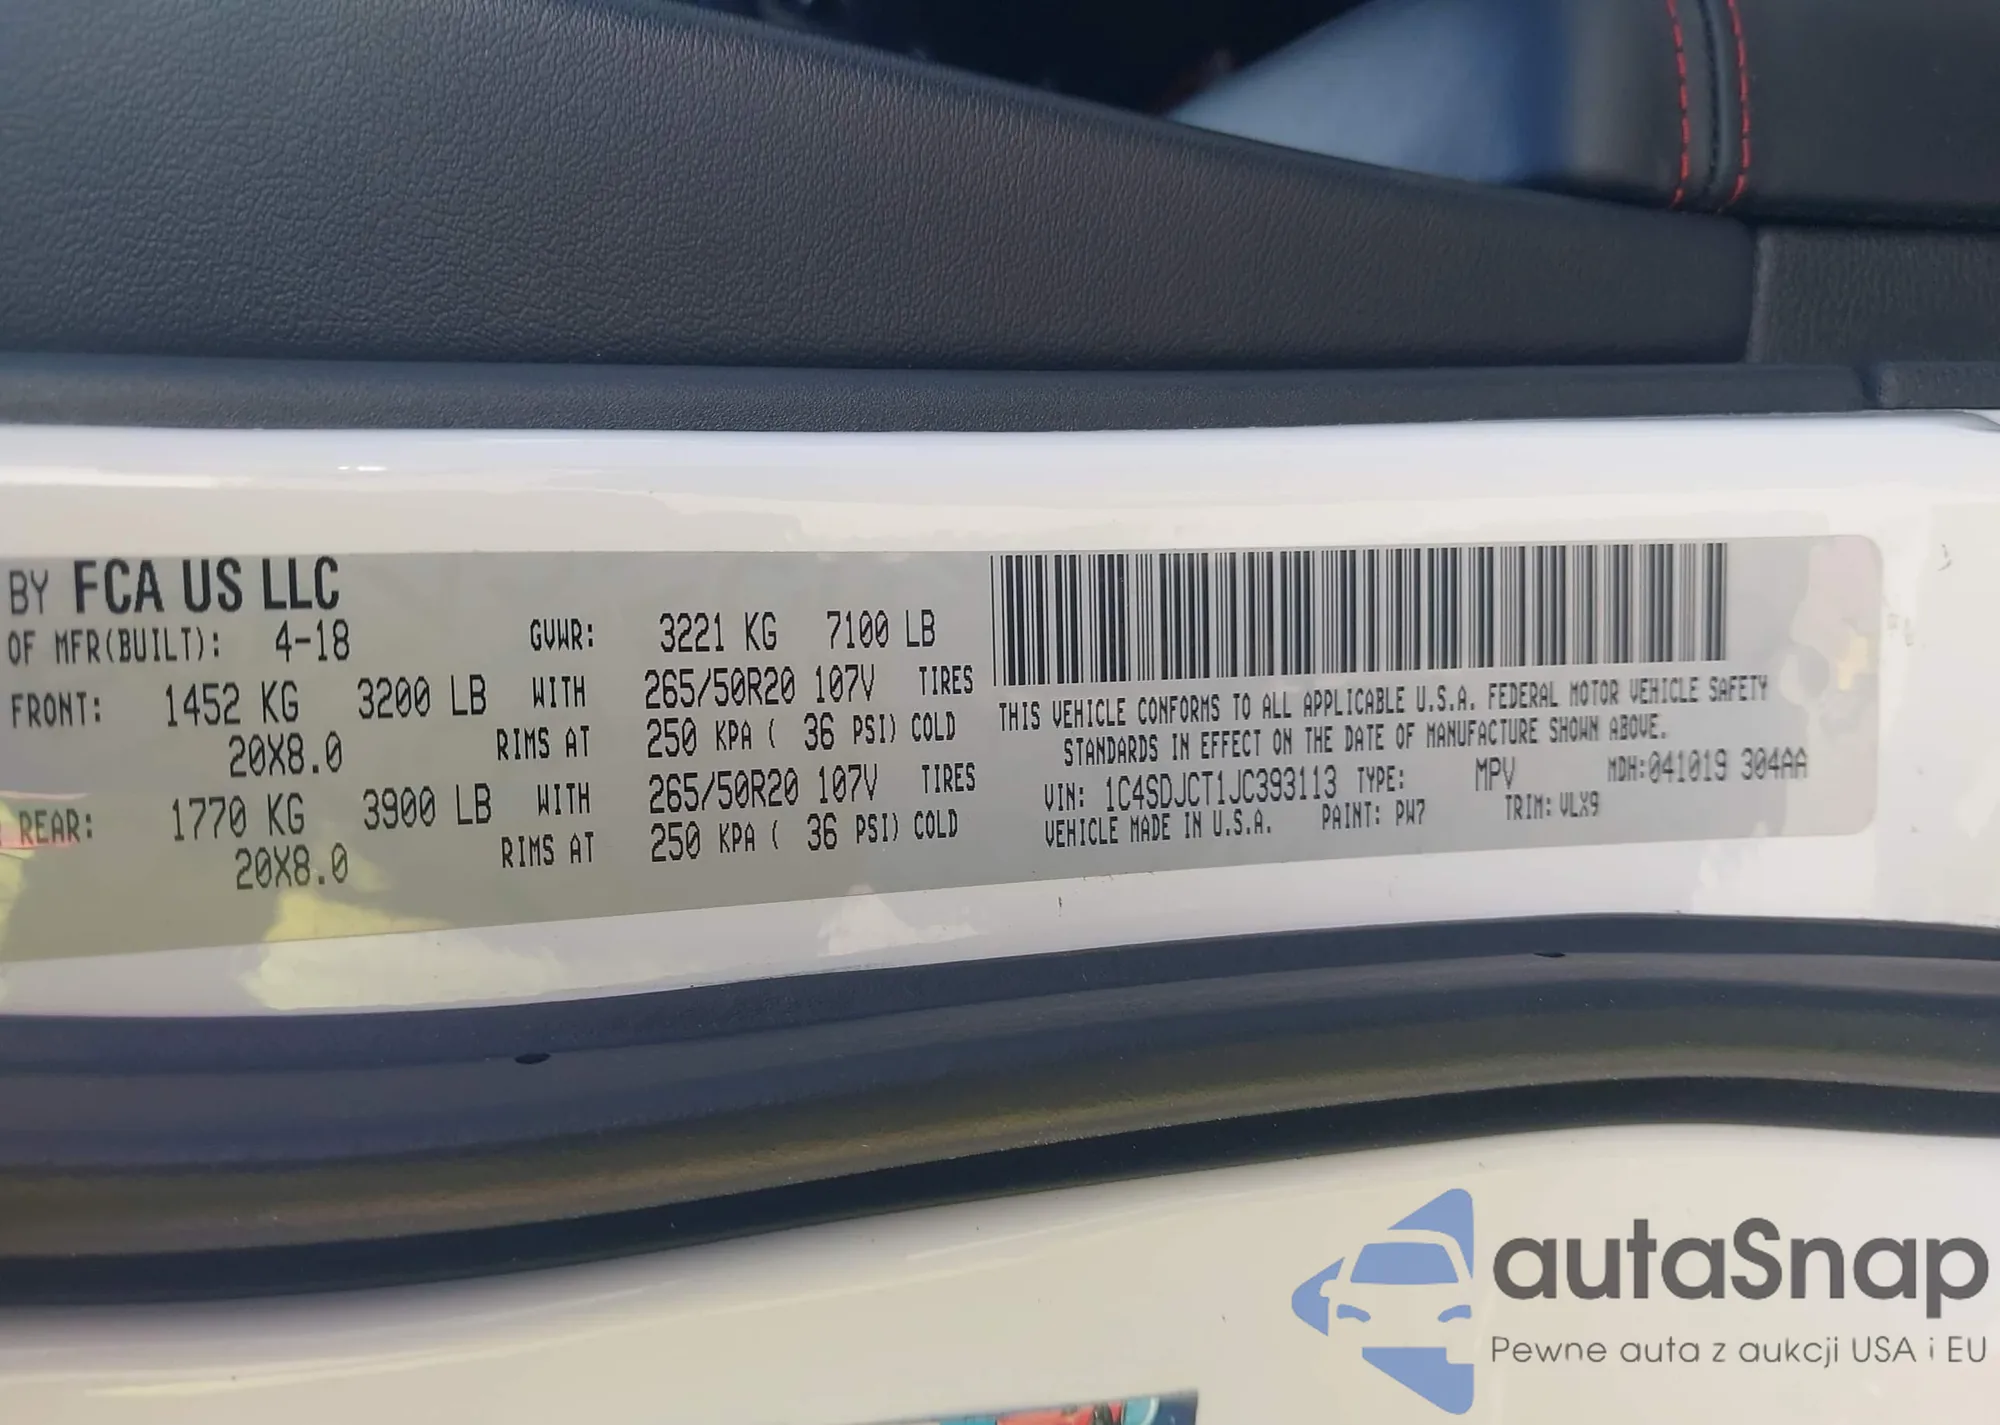 BY FCA US LLC
OF MFR(BUILT): 4-18 GVWR: 3221 KG 7100 LB
FRONT: 1452 KG 3200 LB WITH 265/50R20 107V TIRES
20X8.0 RIMS AT 250 KPA ( 36 PSI) COLD
REAR: 1770 KG 3900 LB WITH 265/50R20 107V TIRES
20X8.0 RIMS AT 250 KPA ( 36 PSI) COLD
THIS VEHICLE CONFORMS TO ALL APPLICABLE U.S.A. FEDERAL MOTOR VEHICLE SAFETY
STANDARDS IN EFFECT ON THE DATE OF MANUFACTURE SHOWN ABOVE.
VIN: 1C4SDJCT1JC393113 TYPE: MPV MDH:041019 304AA
VEHICLE MADE IN U.S.A. PAINT: PW7 TRIM: VLX9
autaSnap
Pewne auta z aukcji USA i EU